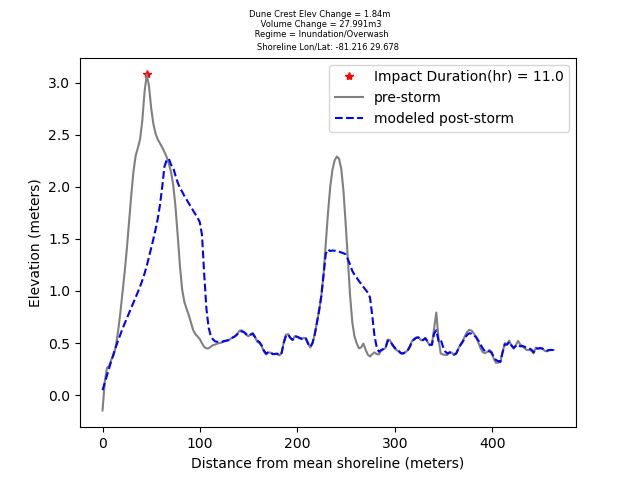 Dune Crest Elev Change = 1.84m
Volume Change = 27.991m3
Regime = Inundation/Overwash
Shoreline Lon/Lat: -81.216 29.678
Impact Duration(hr) = 11.0
pre-storm
modeled post-storm
Elevation (meters)
3.0
2.5
2.0
1.5
1.0
0.5
0.0
0
100
200
300
400
Distance from mean shoreline (meters)